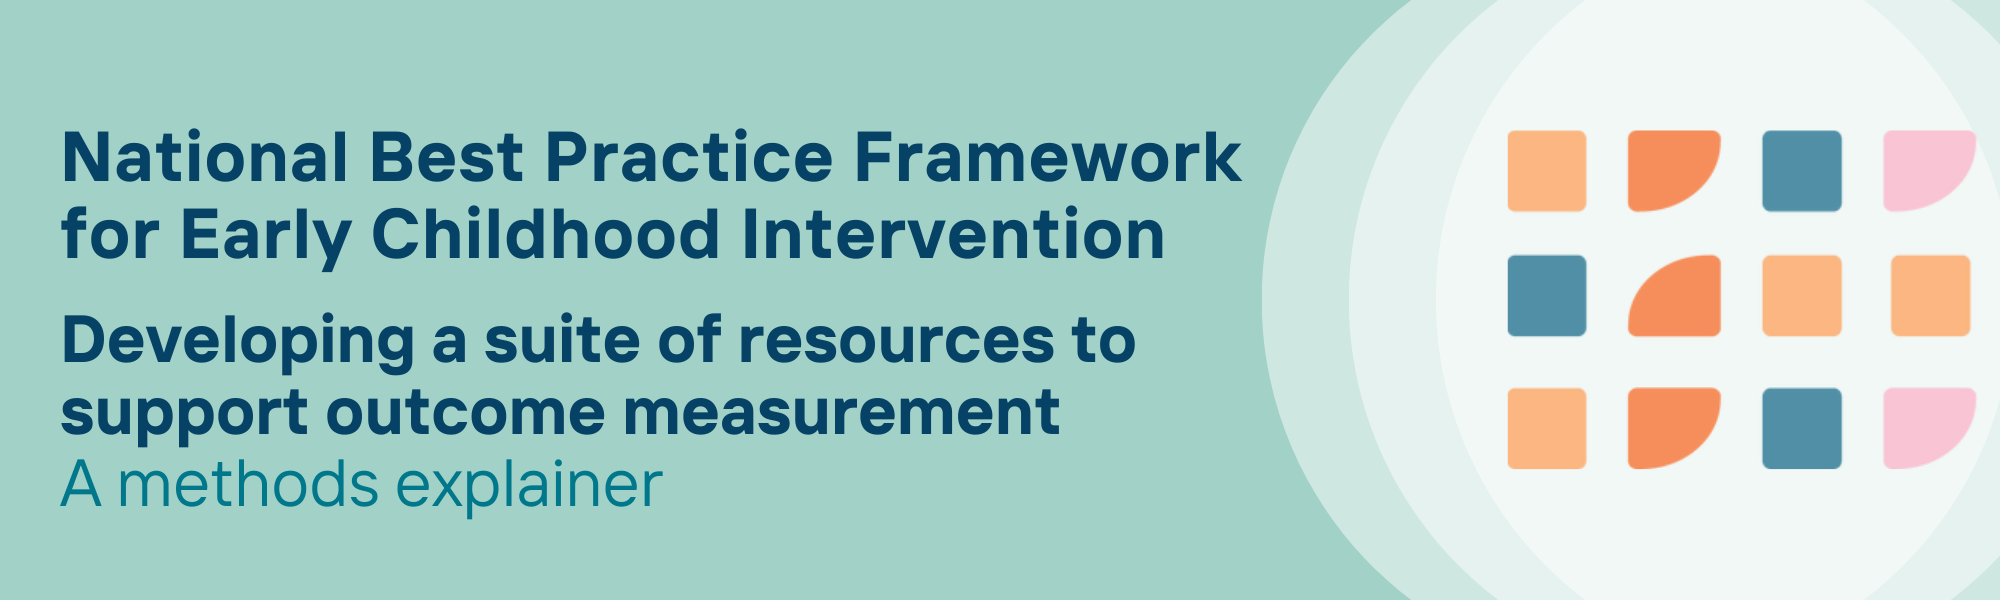 National Best Practice Framework
for Early Childhood Intervention
Developing a suite of resources to
support outcome measurement
A methods explainer